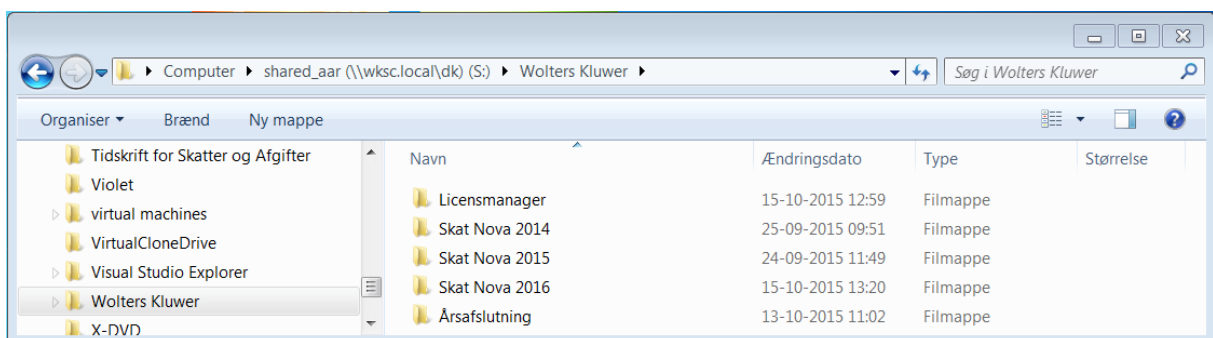 Computer shared_aar (\\wksc.local\dk) (S:) Wolters Kluwer Søg i Wolters Kluwer
Organiser Brænd Ny mappe
Tidskrift for Skatter og Afgifter
Violet
virtual machines
VirtualCloneDrive
Visual Studio Explorer
Wolters Kluwer
X-DVD
Navn Ændringsdato Type Størrelse
Licensmanager 15-10-2015 12:59 Filmappe
Skat Nova 2014 25-09-2015 09:51 Filmappe
Skat Nova 2015 24-09-2015 11:49 Filmappe
Skat Nova 2016 15-10-2015 13:20 Filmappe
Årsafslutning 13-10-2015 11:02 Filmappe